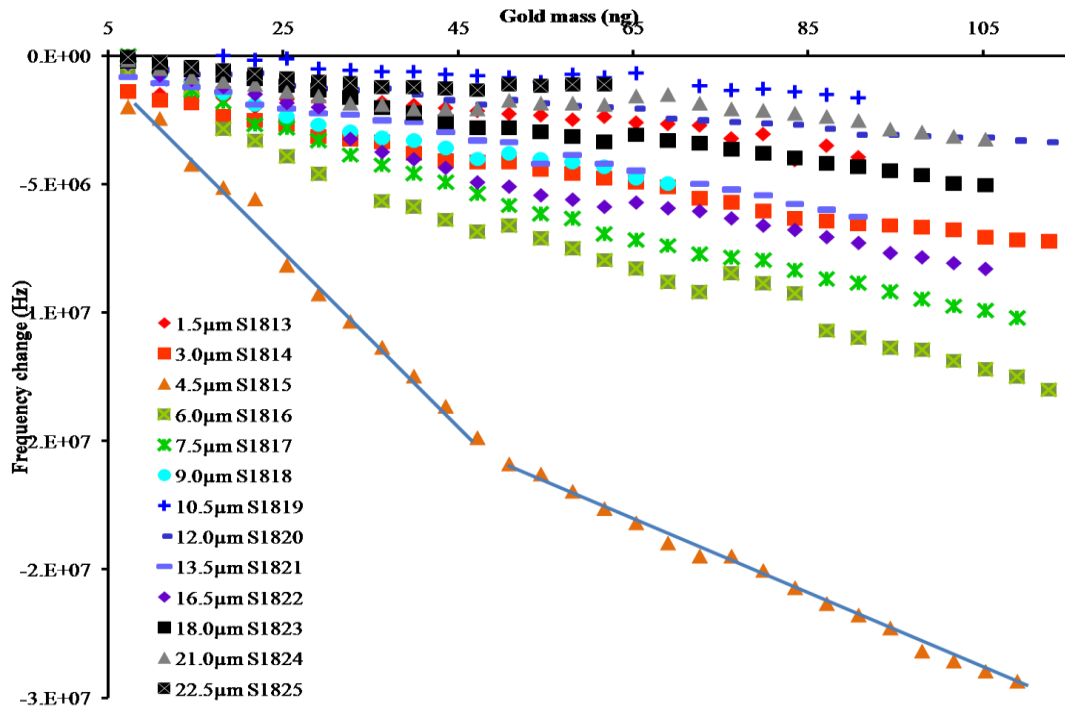 Gold mass (ng)
5 25 45 65 85 105
0.E+00
-5.E+06
-1.E+07
-2.E+07
-2.E+07
-3.E+07
Frequency change (Hz)
1.5µm S1813
3.0µm S1814
4.5µm S1815
6.0µm S1816
7.5µm S1817
9.0µm S1818
10.5µm S1819
12.0µm S1820
13.5µm S1821
16.5µm S1822
18.0µm S1823
21.0µm S1824
22.5µm S1825